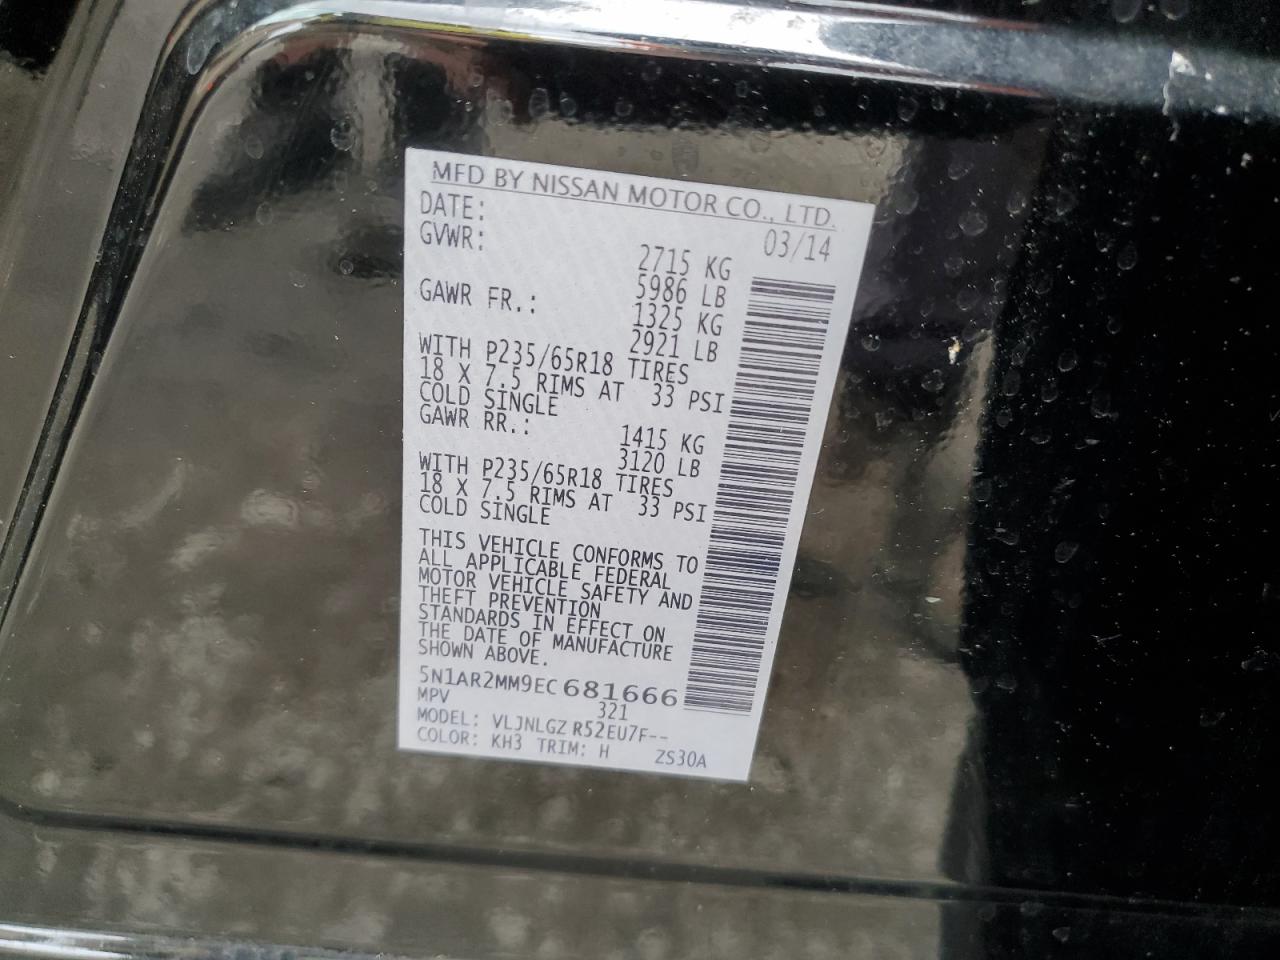 MFD BY NISSAN MOTOR CO., LTD.
DATE: 03/14
GVWR: 2715 KG
5986 LB
GAWR FR.: 1325 KG
2921 LB
WITH P235/65R18 TIRES
18 X 7.5 RIMS AT 33 PSI
COLD SINGLE
GAWR RR.: 1415 KG
3120 LB
WITH P235/65R18 TIRES
18 X 7.5 RIMS AT 33 PSI
COLD SINGLE
THIS VEHICLE CONFORMS TO
ALL APPLICABLE FEDERAL
MOTOR VEHICLE SAFETY AND
THEFT PREVENTION
STANDARDS IN EFFECT ON
THE DATE OF MANUFACTURE
SHOWN ABOVE.
5N1AR2MM9EC681666
MPV 321
MODEL: VLJNLGZ R52EU7F--
COLOR: KH3 TRIM: H ZS30A